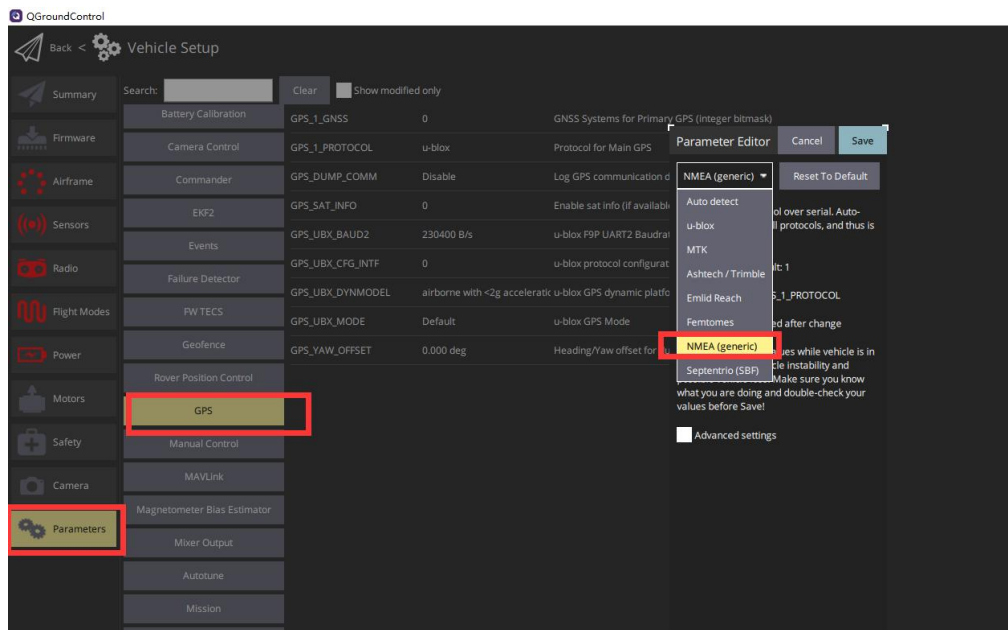 QGroundControl
Back < Vehicle Setup
Summary
Firmware
Airframe
Sensors
Radio
Flight Modes
Power
Motors
Safety
Camera
Parameters
Search: Clear Show modified only
Battery Calibration
Camera Control
Commander
EKF2
Events
Failure Detector
FW TECS
Geofence
Rover Position Control
GPS
Manual Control
MAVLink
Magnetometer Bias Estimator
Mixer Output
Autotune
Mission
GPS_1_GNSS 0 GNSS Systems for Primary GPS (integer bitmask)
GPS_1_PROTOCOL u-blox Protocol for Main GPS
GPS_DUMP_COMM Disable Log GPS communication d
GPS_SAT_INFO 0 Enable sat info (if available
GPS_UBX_BAUD2 230400 B/s u-blox F9P UART2 Baudrat
GPS_UBX_CFG_INTF 0 u-blox protocol configurat
GPS_UBX_DYNMODEL airborne with <2g acceleratic u-blox GPS dynamic platfo
GPS_UBX_MODE Default u-blox GPS Mode
GPS_YAW_OFFSET 0.000 deg Heading/Yaw offset for
Parameter Editor Cancel Save
NMEA (generic) Reset To Default
Auto detect
u-blox
MTK
Ashtech / Trimble
Emlid Reach
Femtomes
NMEA (generic)
Septentrio (SBF)
ol over serial. Auto-
ll protocols, and thus is
lt: 1
S_1_PROTOCOL
ed after change
ues while vehicle is in
cle instability and
Make sure you know
what you are doing and double-check your
values before Save!
Advanced settings